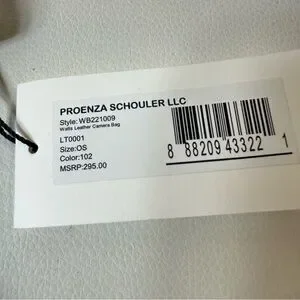 PROENZA SCHOULER LLC
Style: WB221009
Watts Leather Camera Bag
LT0001
Size:OS
Color:102
MSRP:295.00
8 88209 43322 1